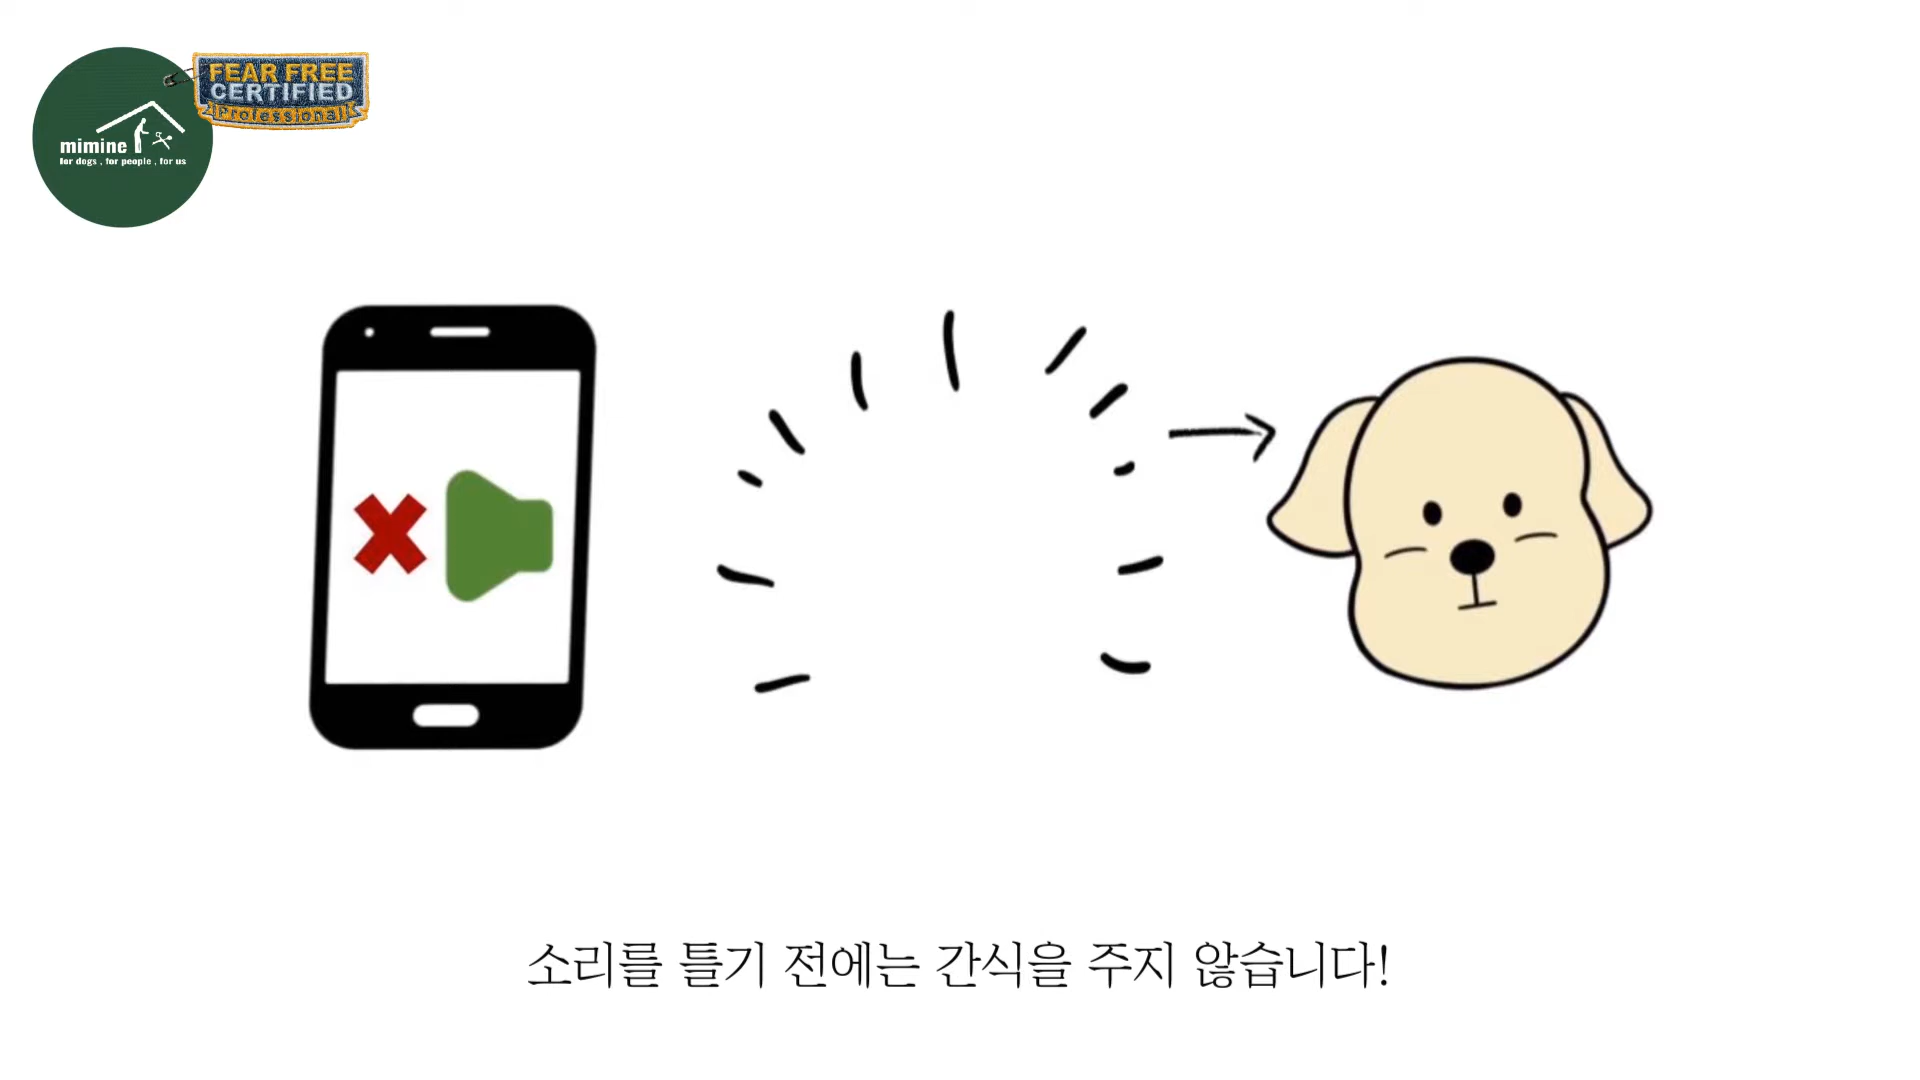 FEAR FREE
CERTIFIED
Professional
mimine
for dogs , for people , for us
소리를 틀기 전에는 간식을 주지 않습니다!